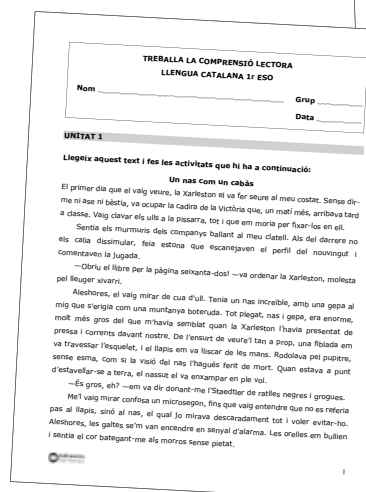 TREBALLA LA COMPRENSIÓ LECTORA
LLENGUA CATALANA 1r ESO
Nom
Grup
Data
UNITAT 1
Llegeix aquest text i fes les activitats que hi ha a continuació:
Un nas com un cabàs
El primer dia que el vaig veure, la Xarleston el va fer seure al meu costat. Sense dir-
me ni ase ni bèstia, va ocupar la cadira de la Victòria que, un matí més, arribava tard
a classe. Vaig clavar els ulls a la pissarra, tot i que em moria per fixar-los en ell.
Sentia els murmuris dels companys ballant al meu clatell. Als del darrere no
els calia dissimular, feia estona que escanejaven el perfil del nouvingut i
comentaven la jugada.
—Obriu el llibre per la pàgina seixanta-dos! —va ordenar la Xarleston, molesta
pel lleuger xivarri.
Aleshores, el vaig mirar de cua d'ull. Tenia un nas increïble, amb una gepa al
mig que s'erigia com una muntanya boteruda. Tot plegat, nas i gepa, era enorme,
molt més gros del que m'havia semblat quan la Xarleston l'havia presentat de
pressa i corrents davant nostre. De l'ensurt de veure'l tan a prop, una fiblada em
va travessar l'esquelet, i el llapis em va lliscar de les mans. Rodolava pel pupitre,
sense esma, com si la visió del nas l'hagués ferit de mort. Quan estava a punt
d'estavellar-se a terra, el nassut el va enxampar en ple vol.
—És gros, eh? —em va dir donant-me l'Staedtler de ratlles negres i grogues.
Me'l vaig mirar confosa un microsegon, fins que vaig entendre que no es referia
pas al llapis, sinó al nas, el qual jo mirava descaradament tot i voler evitar-ho.
Aleshores, les galtes se'm van encendre en senyal d'alarma. Les orelles em bullien
i sentia el cor bategant-me als morros sense pietat.
1